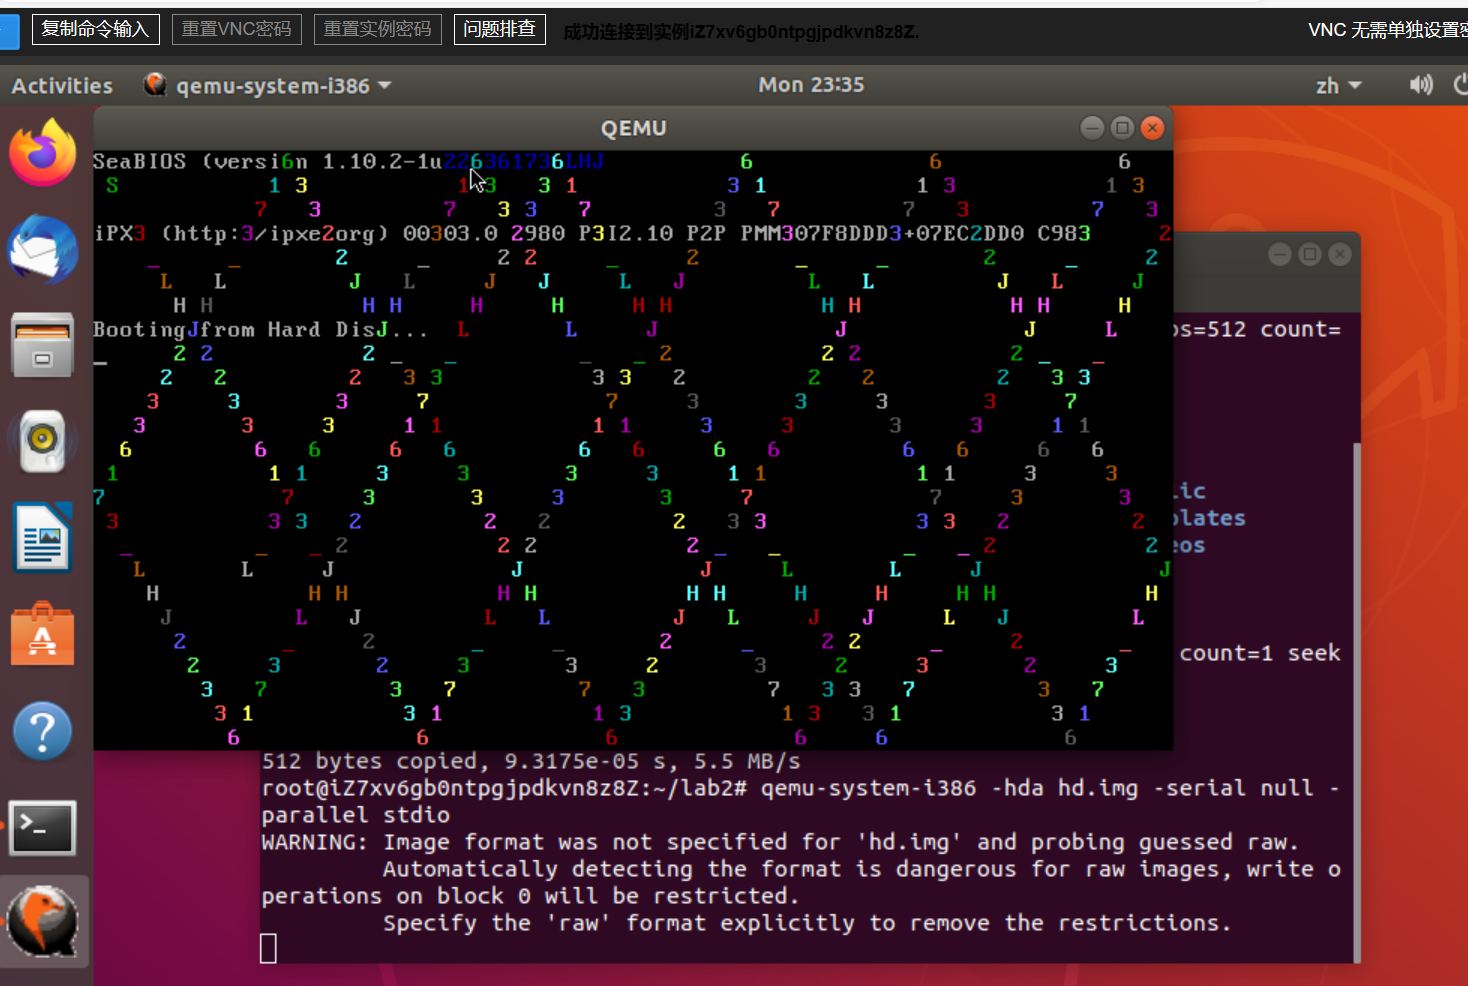 复制命令输入 重置VNC密码 重置实例密码 问题排查 成功连接到实例iZ7xv6gb0ntpgjpdkvn8z8Z. VNC 无需单独设置密
Activities qemu-system-i386 Mon 23:35 zh
QEMU
SeaBIOS (versi6n 1.10.2-1u226361736LHJ 6 6 6
S 1 3 1 3 3 1 3 1 1 3 1 3
7 3 7 3 3 7 3 7 7 3 7 3
iPX3 (http:3/ipxe2org) 00303.0 2980 P3I2.10 P2P PMM307F8DDD3+07EC2DD0 C983 2
_ _ 2 _ 2 2 _ 2 _ _ 2 _ 2
L L J L J J L J L L J L J
H H H H H H H H H H H H H
BootingJfrom Hard DisJ... L L J J J L
_ 2 2 2 _ _ _ _ 2 2 2 2 _ _
2 2 2 3 3 3 3 2 2 2 2 3 3
3 3 3 7 7 3 3 3 3 7
3 3 3 1 1 1 1 3 3 3 3 1 1
6 6 6 6 6 6 6 6 6 6 6 6 6
1 1 1 3 3 3 3 1 1 1 1 3 3
7 7 3 3 3 3 7 7 3 3
3 3 3 2 2 2 2 3 3 3 3 2 2
_ _ _ 2 2 2 2 _ _ _ _ 2 2
L L J J J L L J J
H H H H H H H H H H H H
J L J L L J L J J L J L
2 2 2 2 2 2
2 3 _ 2 3 _ _ 3 2 _ 3 2 3 _ 2 3 _
3 7 3 7 7 3 7 3 3 7 3 7
3 1 3 1 1 3 1 3 3 1 3 1
6 6 6 6 6 6
bs=512 count=
lic
plates
eos
count=1 seek
512 bytes copied, 9.3175e-05 s, 5.5 MB/s
root@iZ7xv6gb0ntpgjpdkvn8z8Z:~/lab2# qemu-system-i386 -hda hd.img -serial null -
parallel stdio
WARNING: Image format was not specified for 'hd.img' and probing guessed raw.
Automatically detecting the format is dangerous for raw images, write o
perations on block 0 will be restricted.
Specify the 'raw' format explicitly to remove the restrictions.